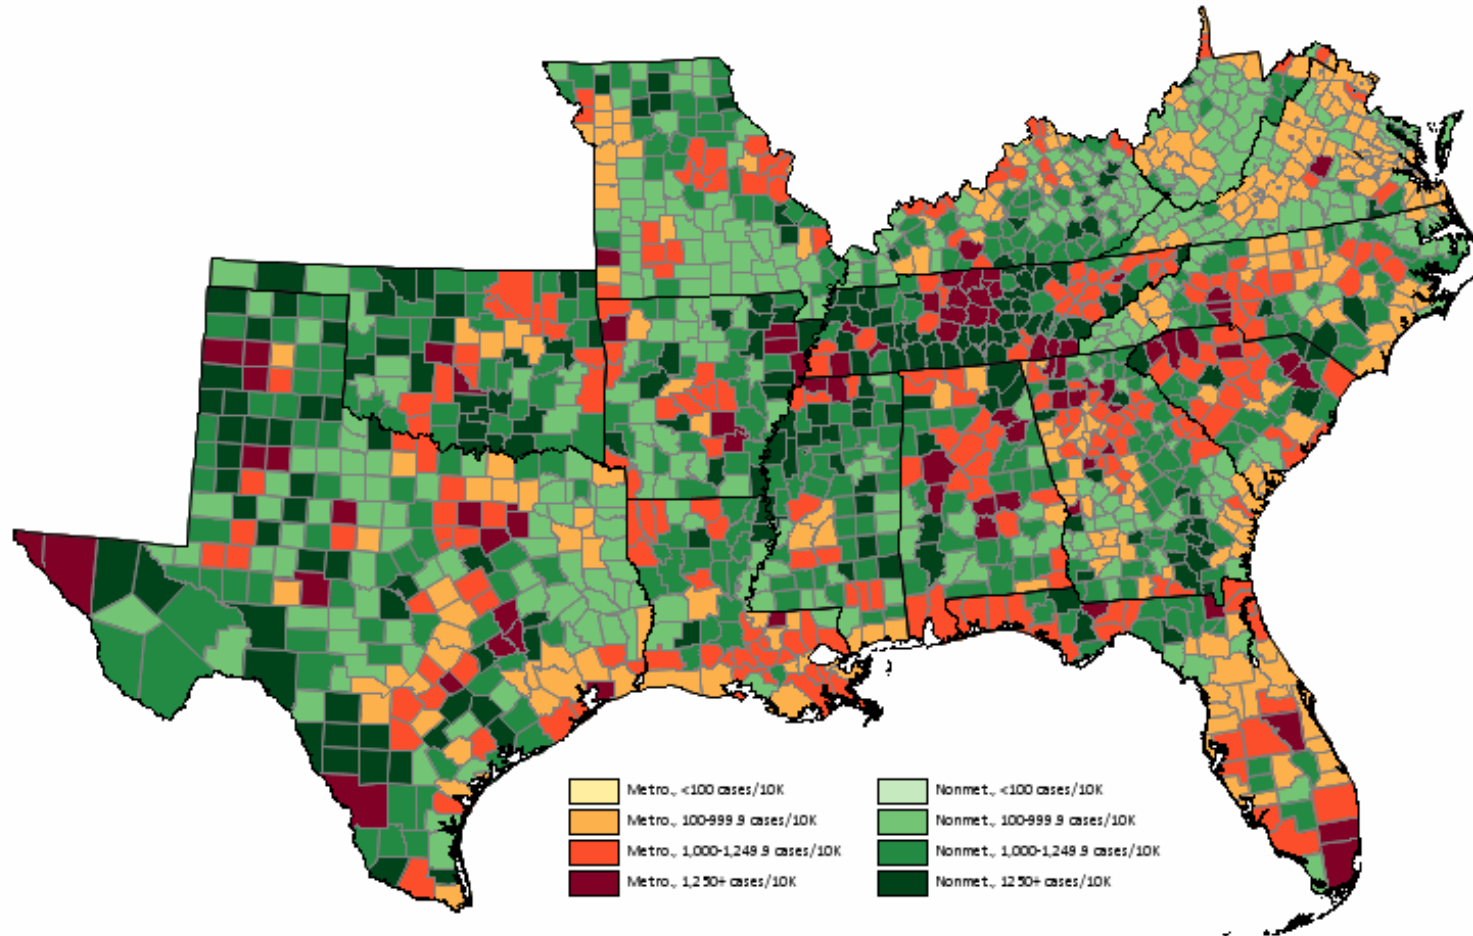 Metro., <100 cases/10K
Metro., 100-999.9 cases/10K
Metro., 1,000-1,249.9 cases/10K
Metro., 1,250+ cases/10K
Nonmet., <100 cases/10K
Nonmet., 100-999.9 cases/10K
Nonmet., 1,000-1,249.9 cases/10K
Nonmet., 1250+ cases/10K